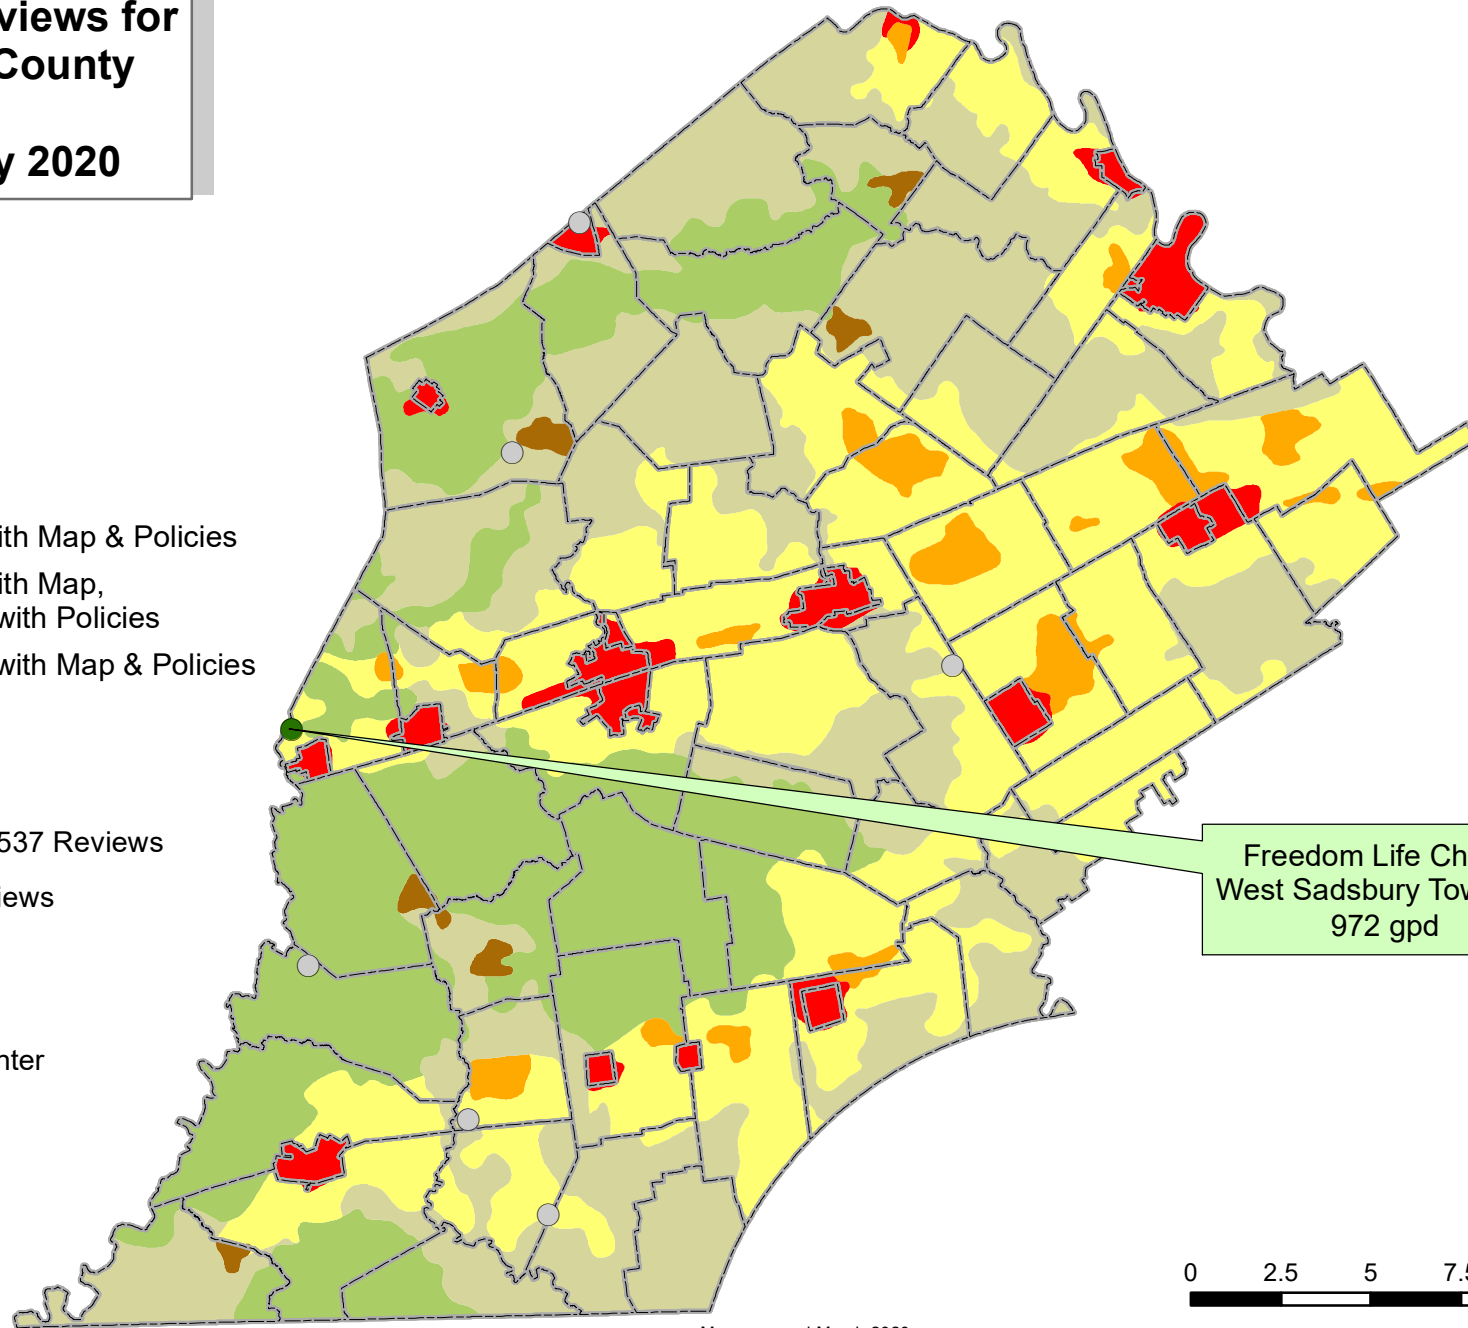 views for
County
y 2020
ith Map & Policies
ith Map,
with Policies
with Map & Policies
537 Reviews
iews
nter
Freedom Life Ch
West Sadsbury Tow
972 gpd
0 2.5 5 7.5